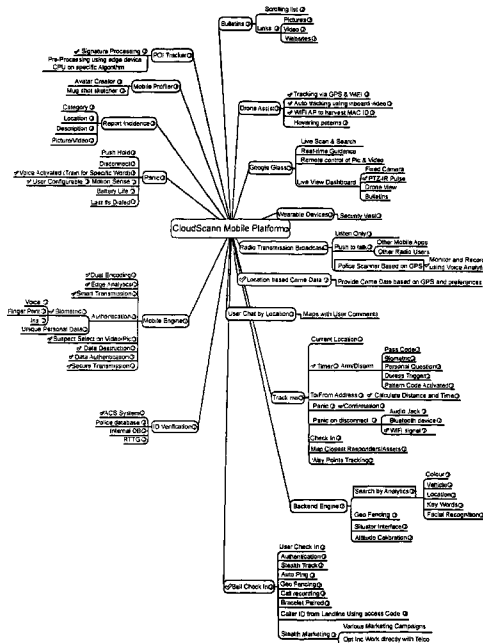 Bulletins
Scrolling list
Links
Pictures
Video
Websites
POI Tracker
Signature Processing
Pre-Processing using edge device
CPU on specific Algorithm
Mobile Profiler
Avatar Creator
Mug shot sketcher
Report Incidence
Category
Location
Description
Picture/Video
Panic
Push Hold
Disconnect
Voice Activated (Train for Specific Words)
User Configurable
Motion Sense
Battery Life
Last #s Dialed
CloudScann Mobile Platform
Drone Assist
Tracking via GPS & WiFi
Auto tracking using inboard video
WiFi AP to harvest MAC ID
Hovering patterns
Google Glass
Live Scan & Search
Real-time Guidance
Remote control of Pic & Video
Live View Dashboard
Fixed Camera
PTZ-IR Pulse
Drone View
Bulletins
Wearable Devices
Security Vest
Radio Transmission Broadcast
Listen Only
Push to talk
Other Mobile Apps
Other Radio Users
Police Scanner Based on GPS
Monitor and Record
using Voice Analytics
Location based Crime Data
Provide Crime Data based on GPS and preferences
User Chat by Location
Maps with User Comments
Mobile Engine
Dual Encoding
Edge Analytics
Smart Transmission
Authentication
Biometric
Voice
Finger Print
Iris
Unique Personal Data
Suspect Select on Video/Pic
Data Destruction
Data Authentication
Secure Transmission
ID Verification
ACS System
Police database
Internal DB
RTTG
Track me
Current Location
Timer
Arm/Disarm
Pass Code
Biometric
Personal Question
Duress Trigger
Pattern Code Activated
To/From Address
Calculate Distance and Time
Panic
w/Confirmation
Panic on disconnect
Audio Jack
Bluetooth device
WiFi signal
Check In
Map Closest Responders/Assets
Way Points Tracking
Backend Engine
Search by Analytics
Colour
Vehicle
Location
Key Words
Facial Recognition
Geo Fencing
Situator Interface
Altitude Calibration
Bail Check In
User Check In
Authentication
Stealth Track
Auto Ping
Geo Fencing
Call recording
Bracelet Paired
Caller ID from Landline Using access Code
Stealth Marketing
Various Marketing Campaigns
Opt Inc Work directly with Telco